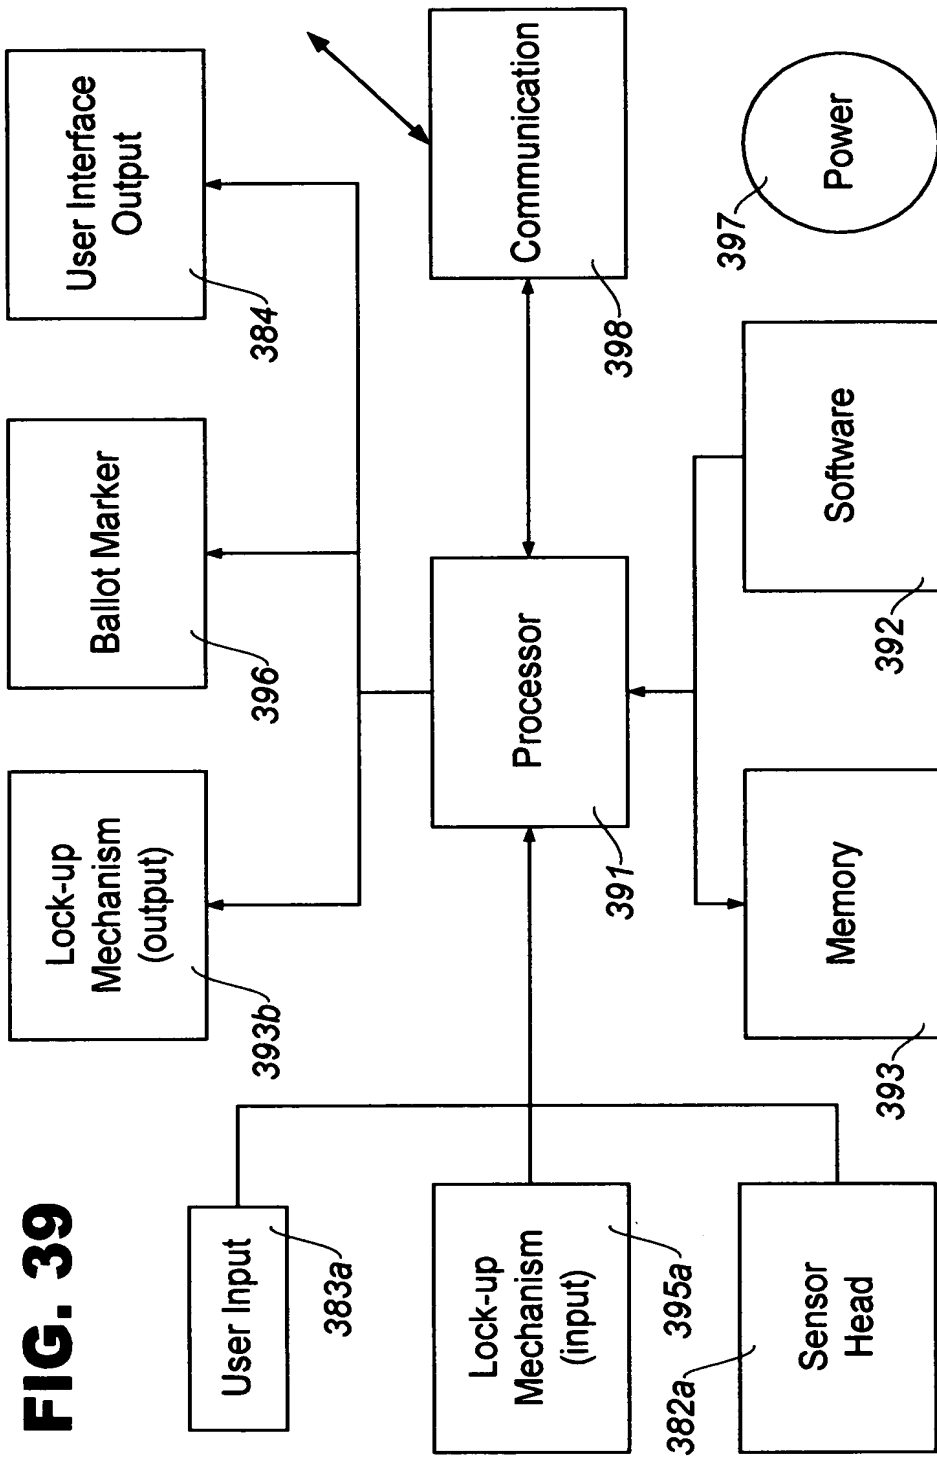 FIG. 39
User Input
383a
Lock-up
Mechanism
(input)
395a
Sensor
Head
382a
Lock-up
Mechanism
(output)
393b
Ballot Marker
396
User Interface
Output
384
Processor
391
Communication
398
Memory
393
Software
392
Power
397